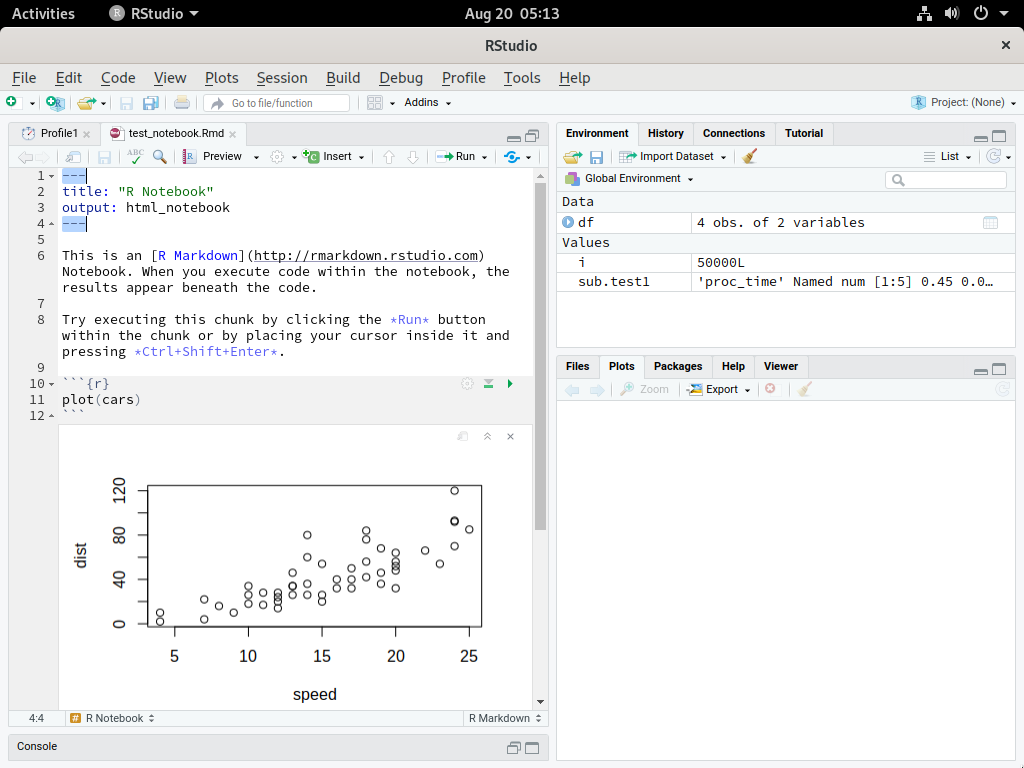 Activities RStudio Aug 20 05:13
RStudio
File Edit Code View Plots Session Build Debug Profile Tools Help
Go to file/function Addins Project: (None)
Profile1 test_notebook.Rmd
ABC Preview Insert Run
1 ---
2 title: "R Notebook"
3 output: html_notebook
4 ---
5
6 This is an [R Markdown](http://rmarkdown.rstudio.com)
Notebook. When you execute code within the notebook, the
results appear beneath the code.
7
8 Try executing this chunk by clicking the *Run* button
within the chunk or by placing your cursor inside it and
pressing *Ctrl+Shift+Enter*.
9
10 ```{r}
11 plot(cars)
12 ```
120
80
40
0
dist
5 10 15 20 25
speed
4:4 # R Notebook R Markdown
Console
Environment History Connections Tutorial
Import Dataset List
Global Environment
Data
df 4 obs. of 2 variables
Values
i 50000L
sub.test1 'proc_time' Named num [1:5] 0.45 0.0…
Files Plots Packages Help Viewer
Zoom Export